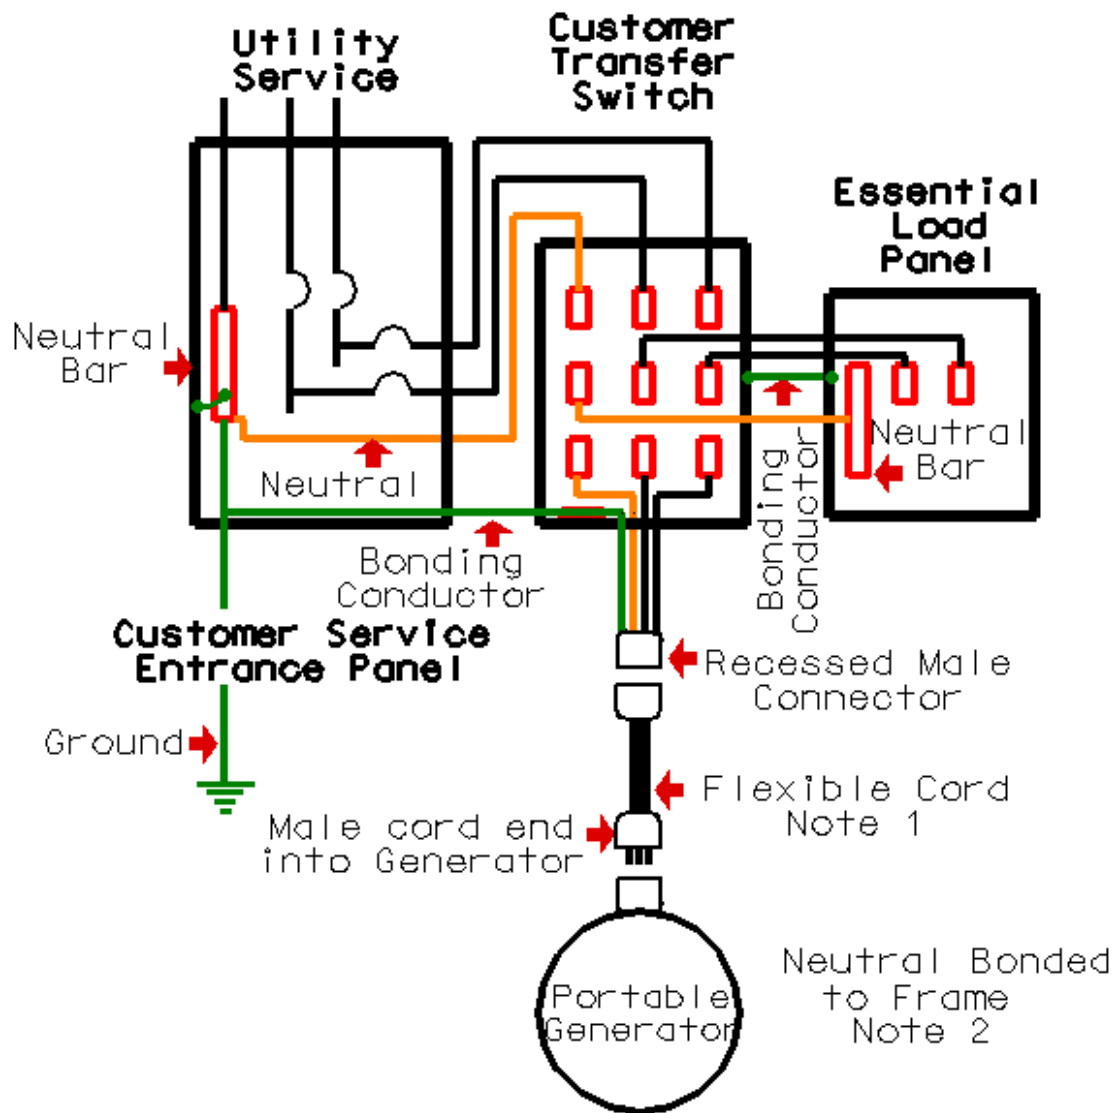 Utility
Service
Customer
Transfer
Switch
Essential
Load
Panel
Neutral
Bar
Neutral
Bar
Neutral
Bonding
Conductor
Bonding
Conductor
Customer Service
Entrance Panel
Recessed Male
Connector
Ground
Flexible Cord
Note 1
Male cord end
into Generator
Portable
Generator
Neutral Bonded
to Frame
Note 2